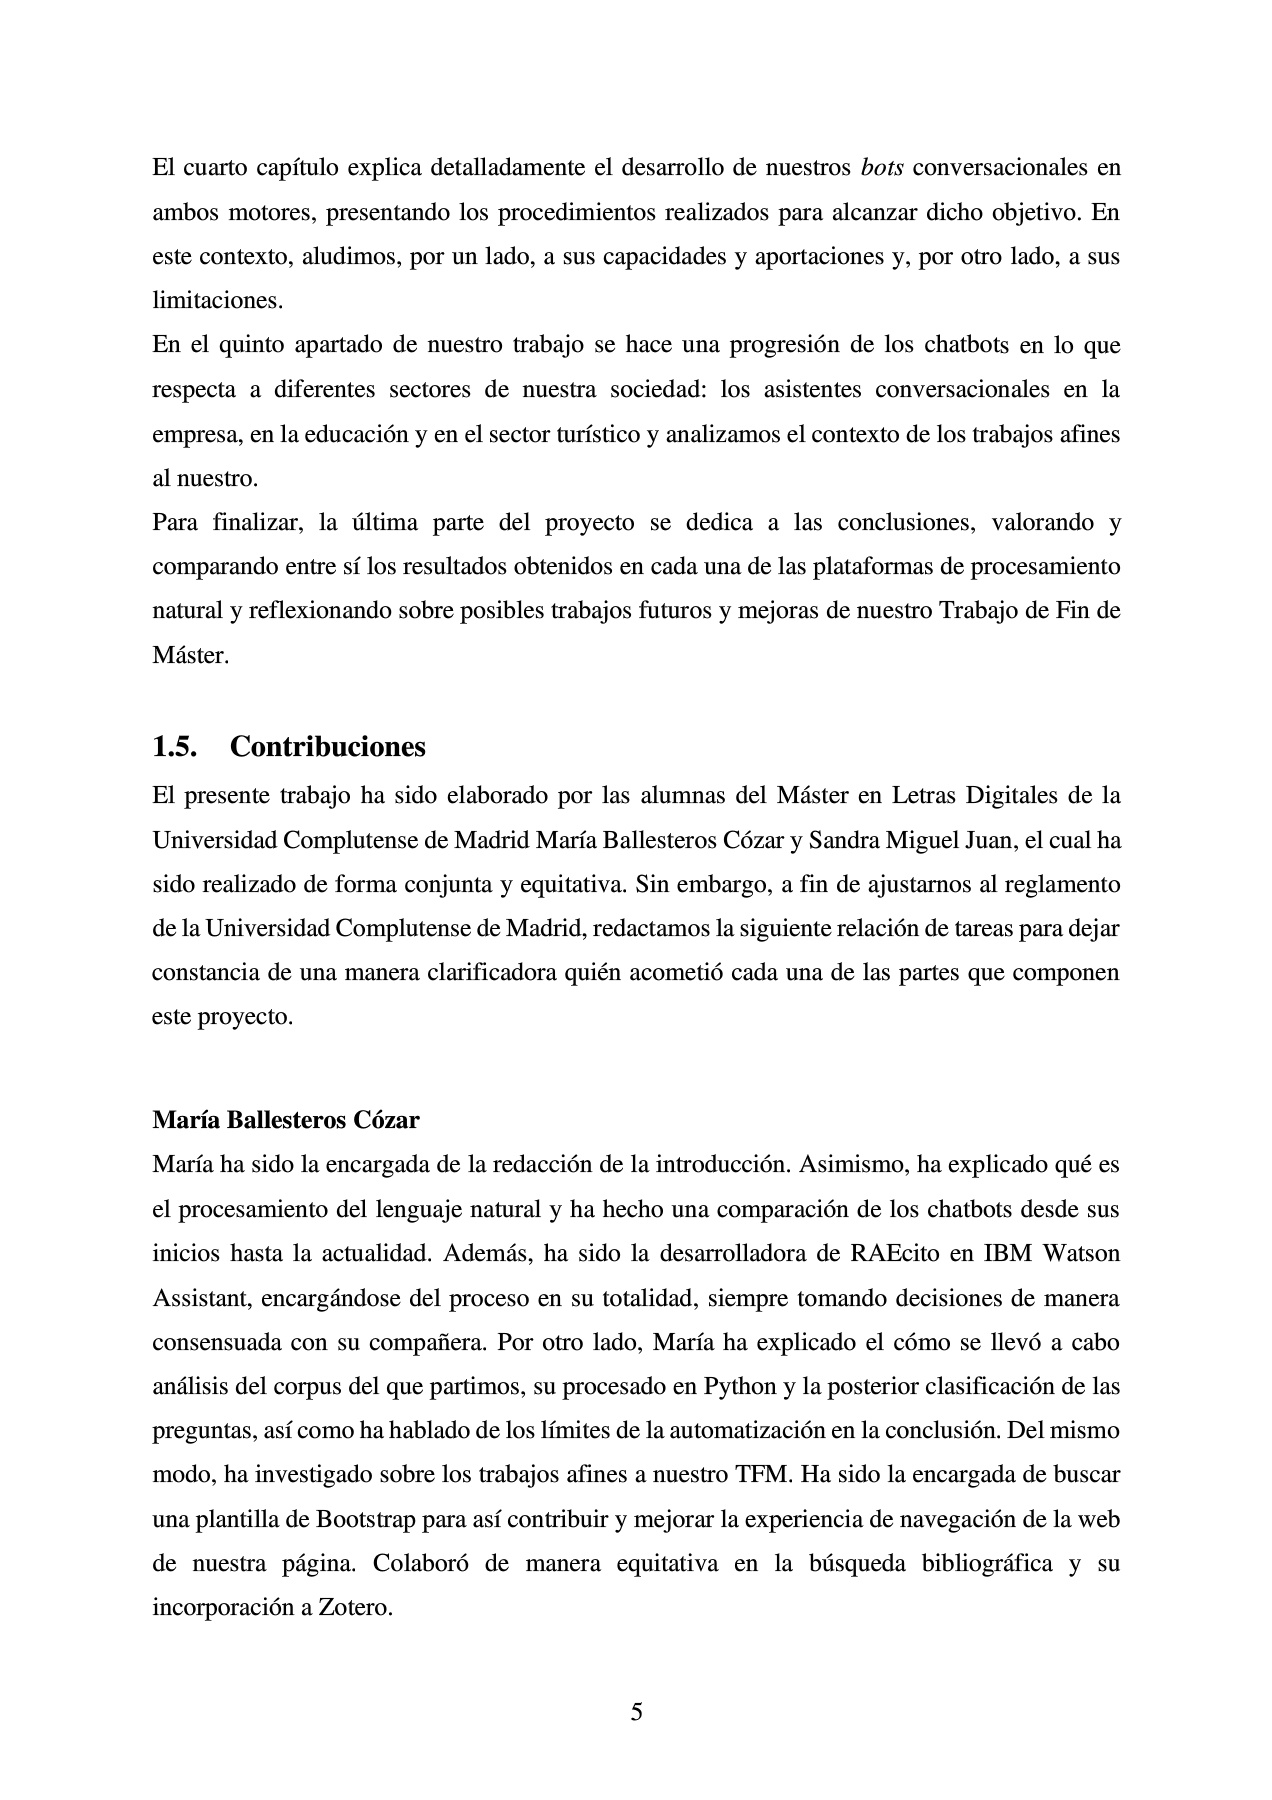 El cuarto capítulo explica detalladamente el desarrollo de nuestros bots conversacionales en
ambos motores, presentando los procedimientos realizados para alcanzar dicho objetivo. En
este contexto, aludimos, por un lado, a sus capacidades y aportaciones y, por otro lado, a sus
limitaciones.
En el quinto apartado de nuestro trabajo se hace una progresión de los chatbots en lo que
respecta a diferentes sectores de nuestra sociedad: los asistentes conversacionales en la
empresa, en la educación y en el sector turístico y analizamos el contexto de los trabajos afines
al nuestro.
Para finalizar, la última parte del proyecto se dedica a las conclusiones, valorando y
comparando entre sí los resultados obtenidos en cada una de las plataformas de procesamiento
natural y reflexionando sobre posibles trabajos futuros y mejoras de nuestro Trabajo de Fin de
Máster.
1.5. Contribuciones
El presente trabajo ha sido elaborado por las alumnas del Máster en Letras Digitales de la
Universidad Complutense de Madrid María Ballesteros Cózar y Sandra Miguel Juan, el cual ha
sido realizado de forma conjunta y equitativa. Sin embargo, a fin de ajustarnos al reglamento
de la Universidad Complutense de Madrid, redactamos la siguiente relación de tareas para dejar
constancia de una manera clarificadora quién acometió cada una de las partes que componen
este proyecto.
María Ballesteros Cózar
María ha sido la encargada de la redacción de la introducción. Asimismo, ha explicado qué es
el procesamiento del lenguaje natural y ha hecho una comparación de los chatbots desde sus
inicios hasta la actualidad. Además, ha sido la desarrolladora de RAEcito en IBM Watson
Assistant, encargándose del proceso en su totalidad, siempre tomando decisiones de manera
consensuada con su compañera. Por otro lado, María ha explicado el cómo se llevó a cabo
análisis del corpus del que partimos, su procesado en Python y la posterior clasificación de las
preguntas, así como ha hablado de los límites de la automatización en la conclusión. Del mismo
modo, ha investigado sobre los trabajos afines a nuestro TFM. Ha sido la encargada de buscar
una plantilla de Bootstrap para así contribuir y mejorar la experiencia de navegación de la web
de nuestra página. Colaboró de manera equitativa en la búsqueda bibliográfica y su
incorporación a Zotero.
5